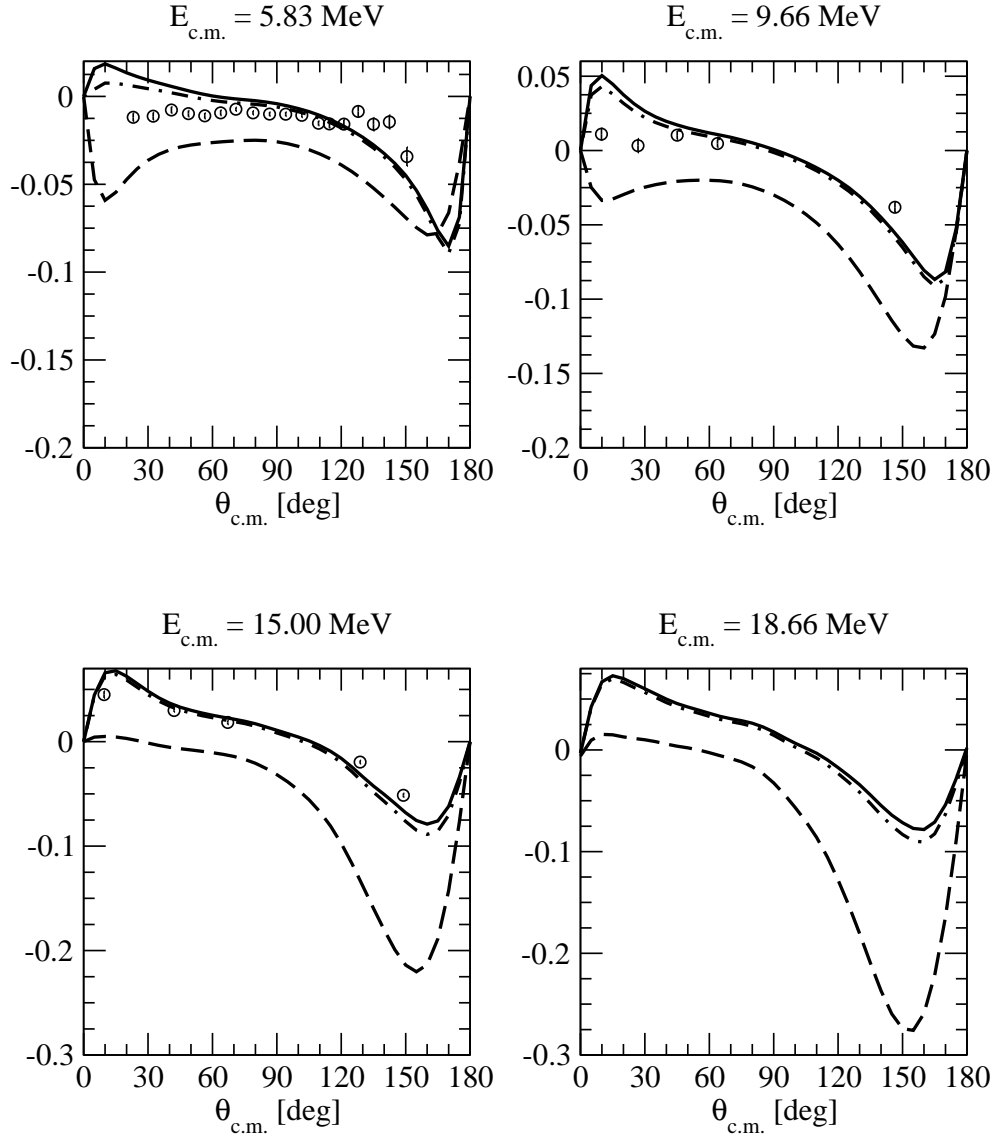 E_c.m. = 5.83 MeV
E_c.m. = 9.66 MeV
0
-0.05
-0.1
-0.15
-0.2
0 30 60 90 120 150 180
θ_c.m. [deg]
0.05
0
-0.05
-0.1
-0.15
-0.2
0 30 60 90 120 150 180
θ_c.m. [deg]
E_c.m. = 15.00 MeV
E_c.m. = 18.66 MeV
0
-0.1
-0.2
-0.3
0 30 60 90 120 150 180
θ_c.m. [deg]
0
-0.1
-0.2
-0.3
0 30 60 90 120 150 180
θ_c.m. [deg]